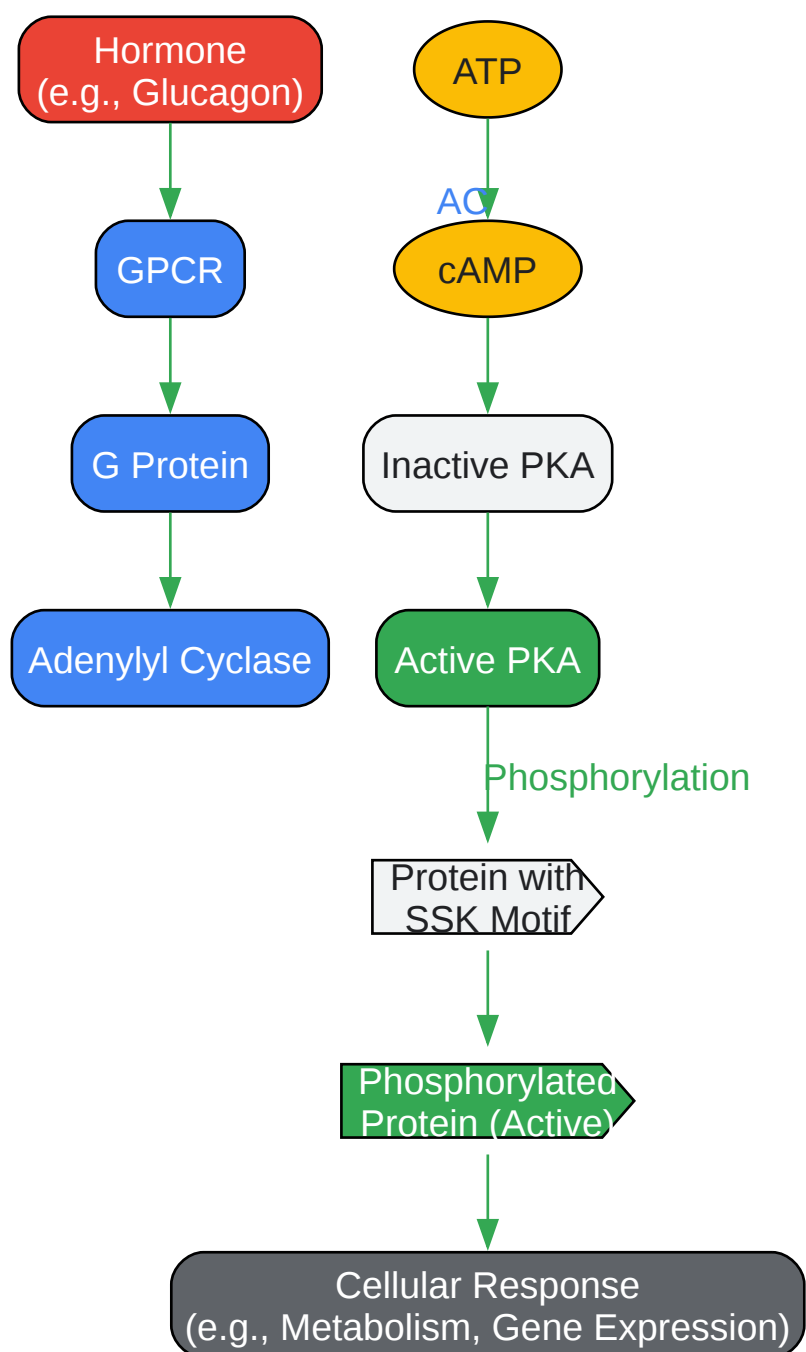 Hormone
(e.g., Glucagon)
GPCR
G Protein
Adenylyl Cyclase
ATP
AC
cAMP
Inactive PKA
Active PKA
Phosphorylation
Protein with
SSK Motif
Phosphorylated
Protein (Active)
Cellular Response
(e.g., Metabolism, Gene Expression)